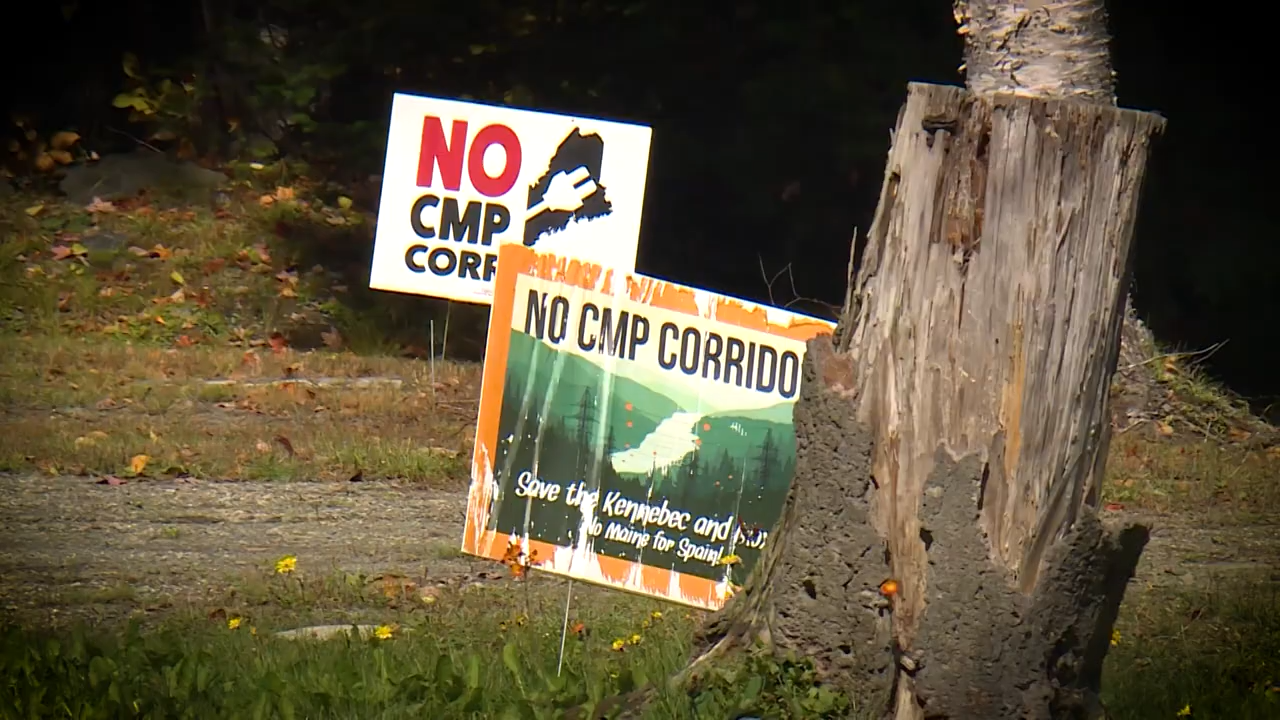 NO
CMP
CORR
NO CMP CORRIDO
Save the Kennebec and
No Maine for Spain!